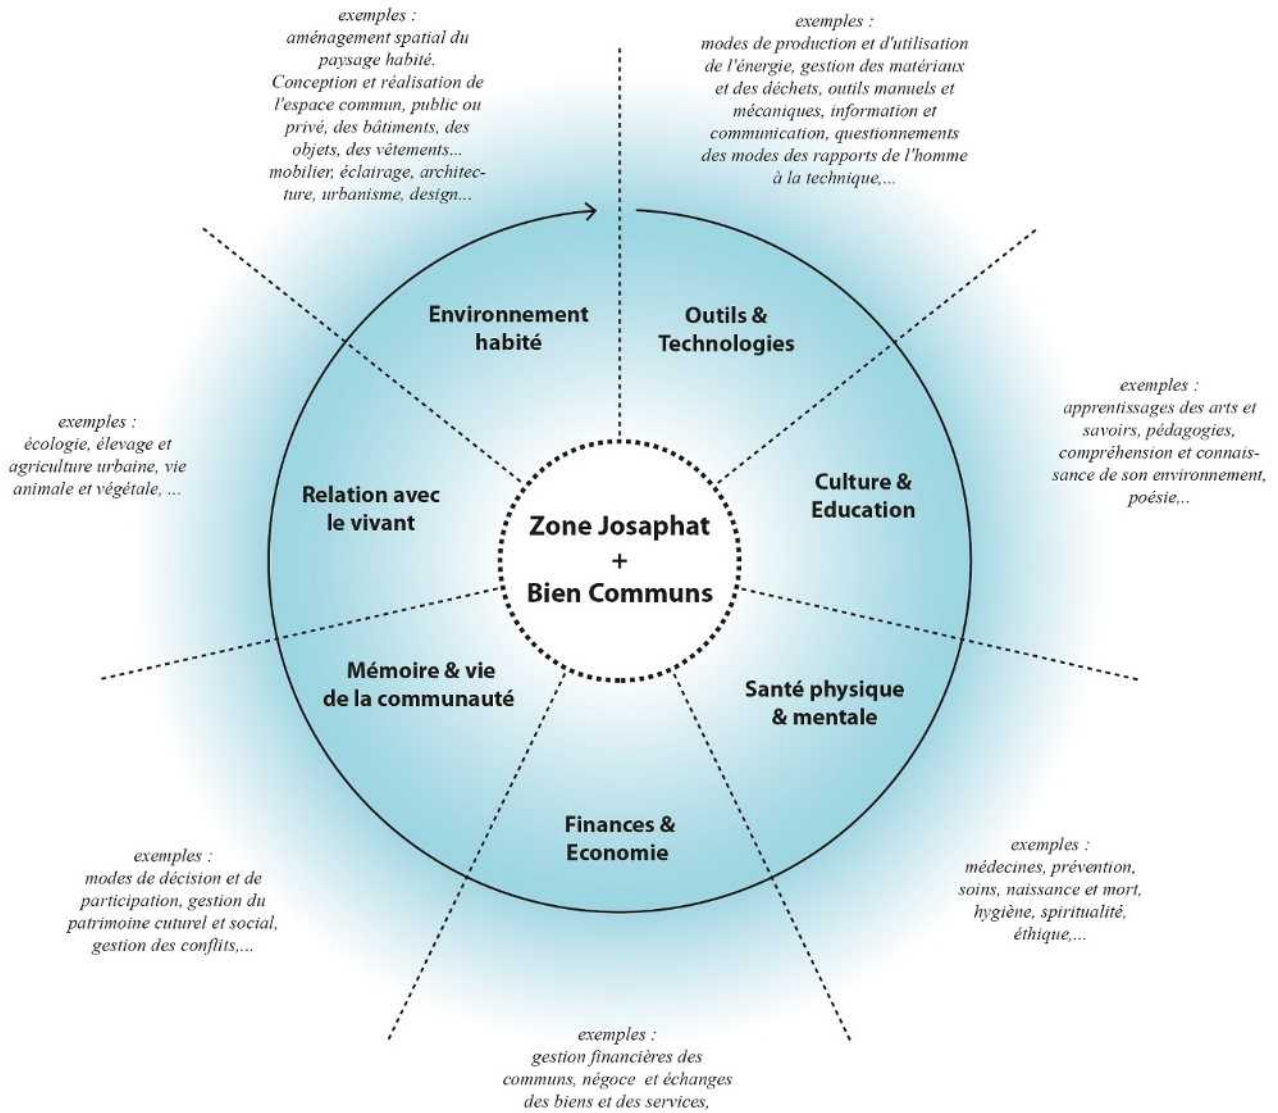 exemples :
aménagement spatial du
paysage habité.
Conception et réalisation de
l'espace commun, public ou
privé, des bâtiments, des
objets, des vêtements...
mobilier, éclairage, architec-
ture, urbanisme, design...
exemples :
modes de production et d'utilisation
de l'énergie, gestion des matériaux
et des déchets, outils manuels et
mécaniques, information et
communication, questionnements
des modes des rapports de l'homme
à la technique,...
Environnement
habité
Outils &
Technologies
exemples :
écologie, élevage et
agriculture urbaine, vie
animale et végétale, ...
Relation avec
le vivant
Zone Josaphat
+
Bien Communs
Culture &
Education
exemples :
apprentissages des arts et
savoirs, pédagogies,
compréhension et connais-
sance de son environnement,
poésie,..
Mémoire & vie
de la communauté
Santé physique
& mentale
Finances &
Economie
exemples :
modes de décision et de
participation, gestion du
patrimoine cuturel et social,
gestion des conflits,...
exemples :
médecines, prévention,
soins, naissance et mort,
hygiène, spiritualité,
éthique,...
exemples :
gestion financières des
communs, négoce et échanges
des biens et des services,